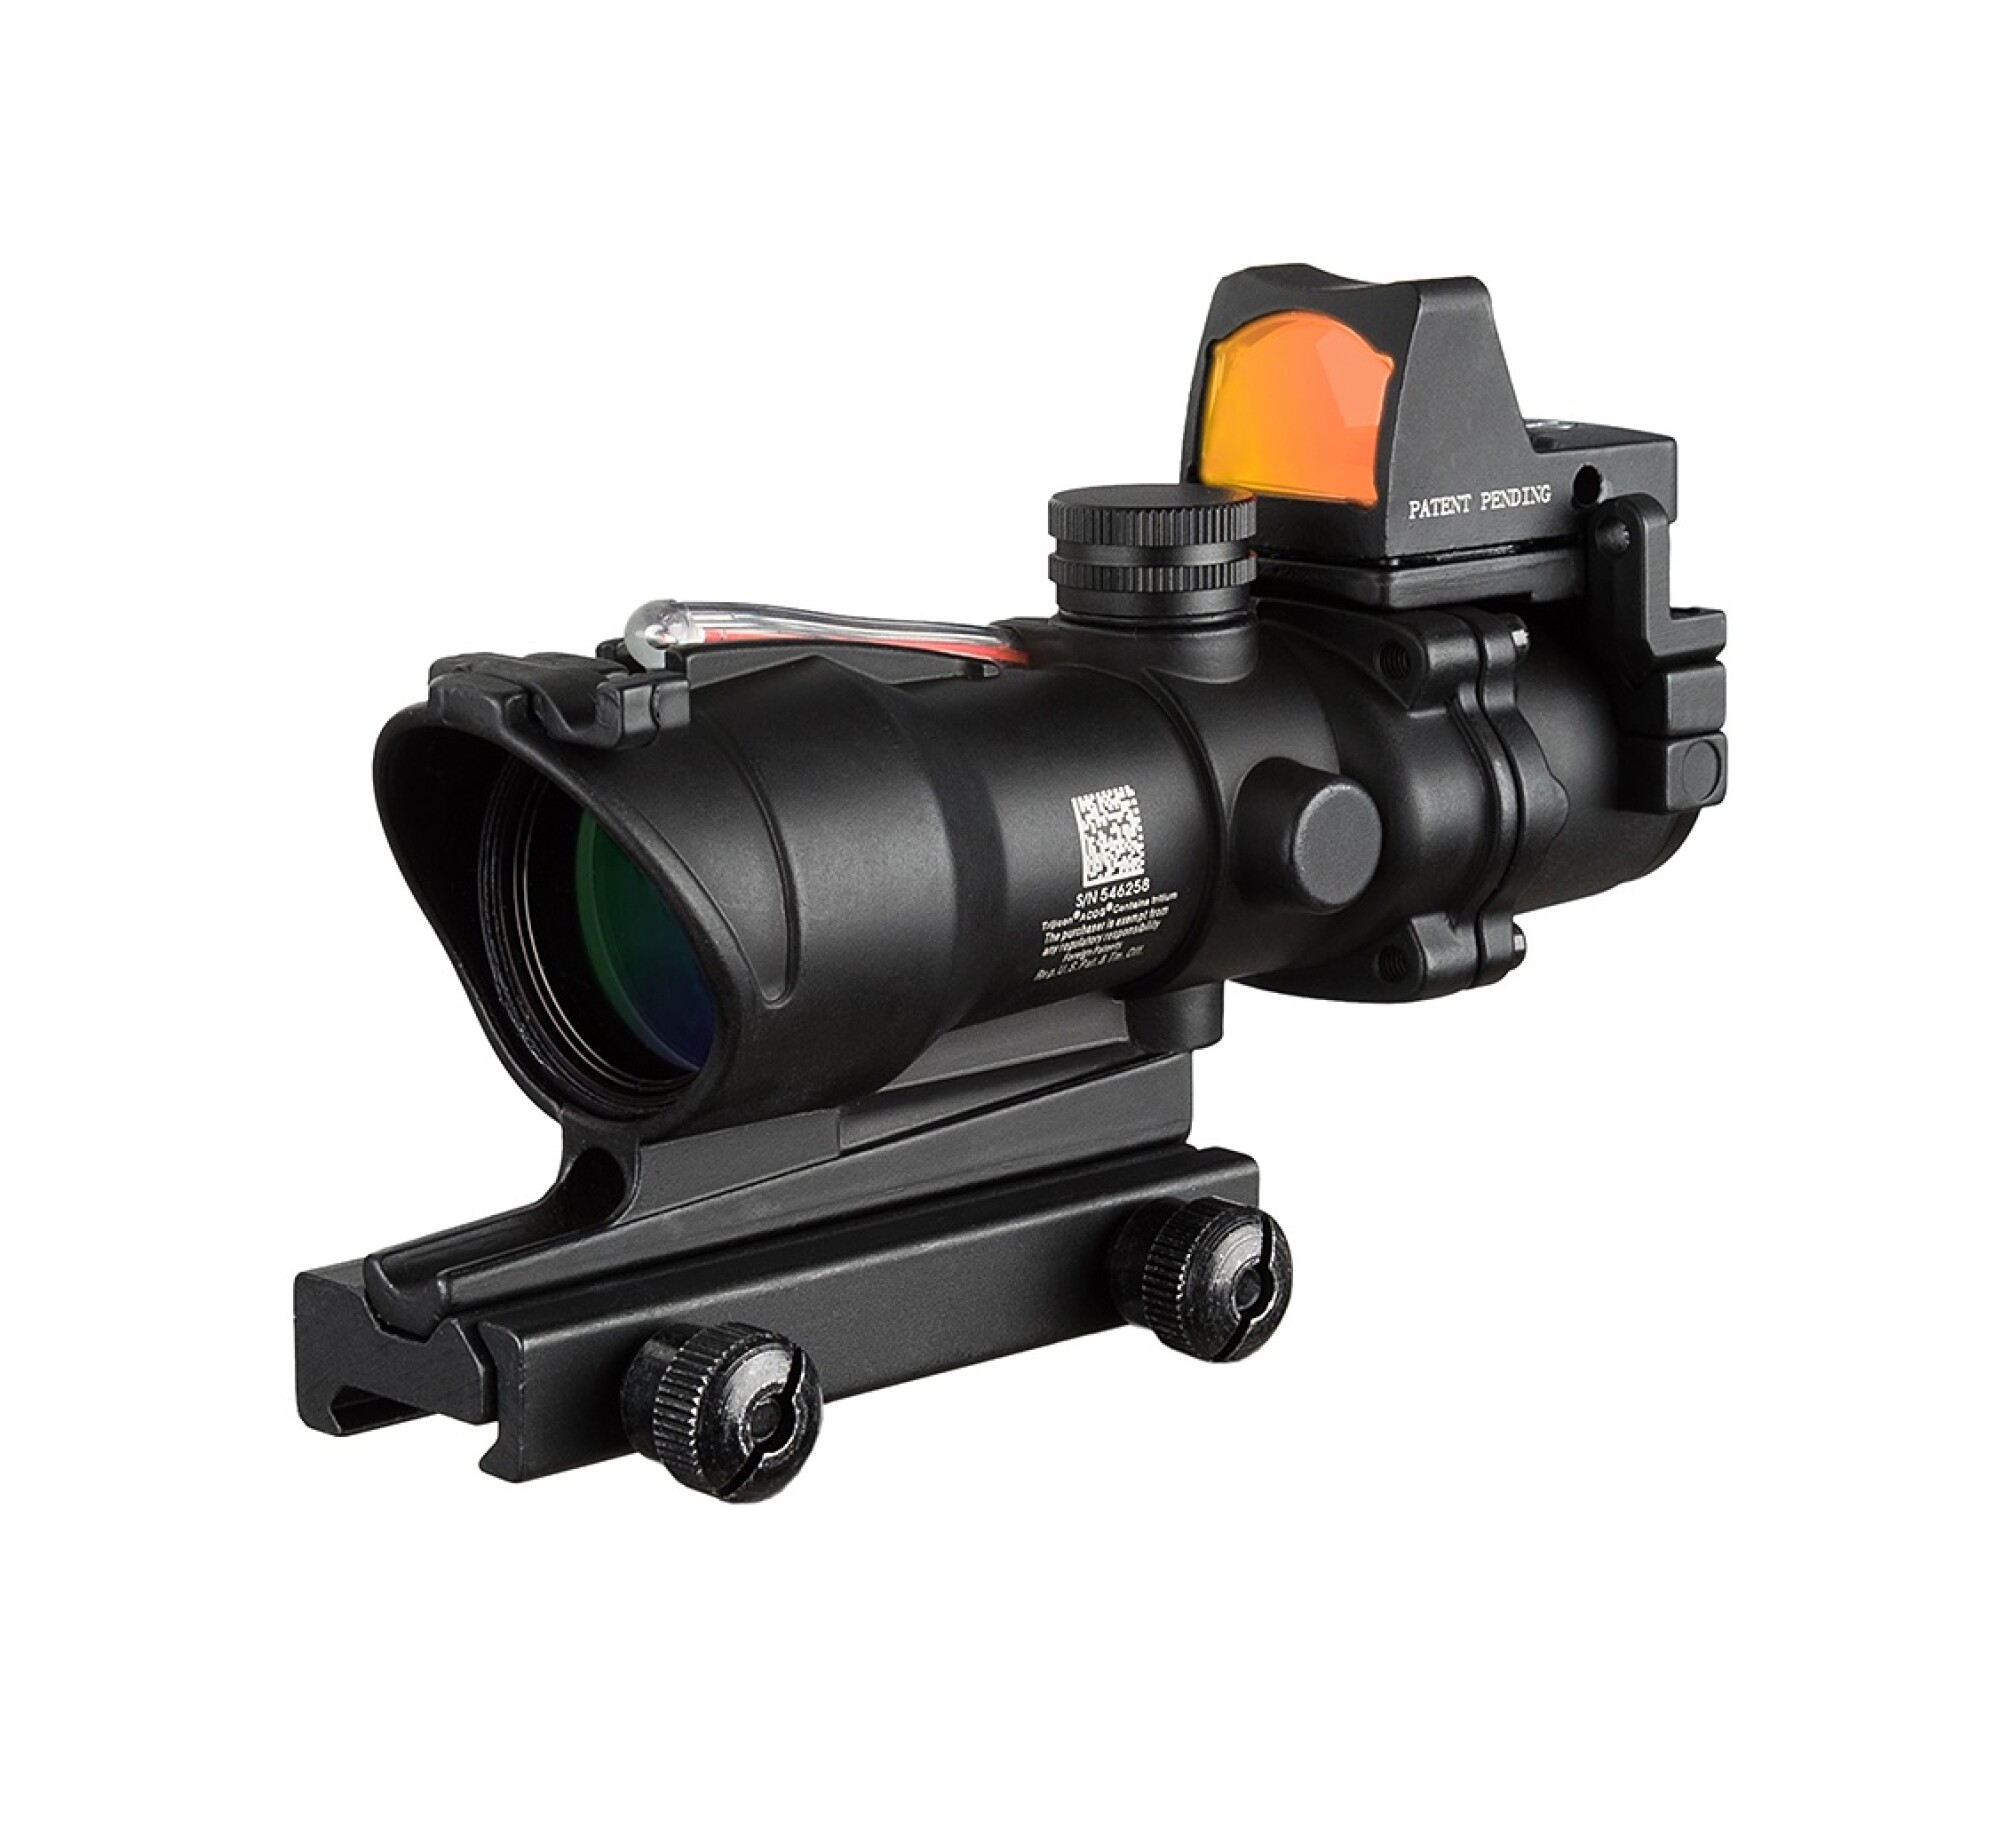 PATENT PENDING
S/N 546258
Trijicon® ACOG® Contains tritium
The purchaser is exempt from
any regulatory responsibility
Foreign Patents
Reg. U.S. Pat. & Tm. Off.